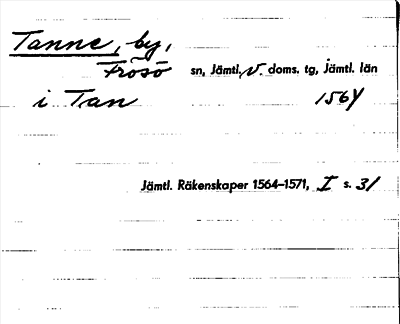 Tanne, by,
Frösö sn, Jämtl. v. doms. tg, Jämtl. län
i Tan 1564
Jämtl. Räkenskaper 1564–1571, I s. 31